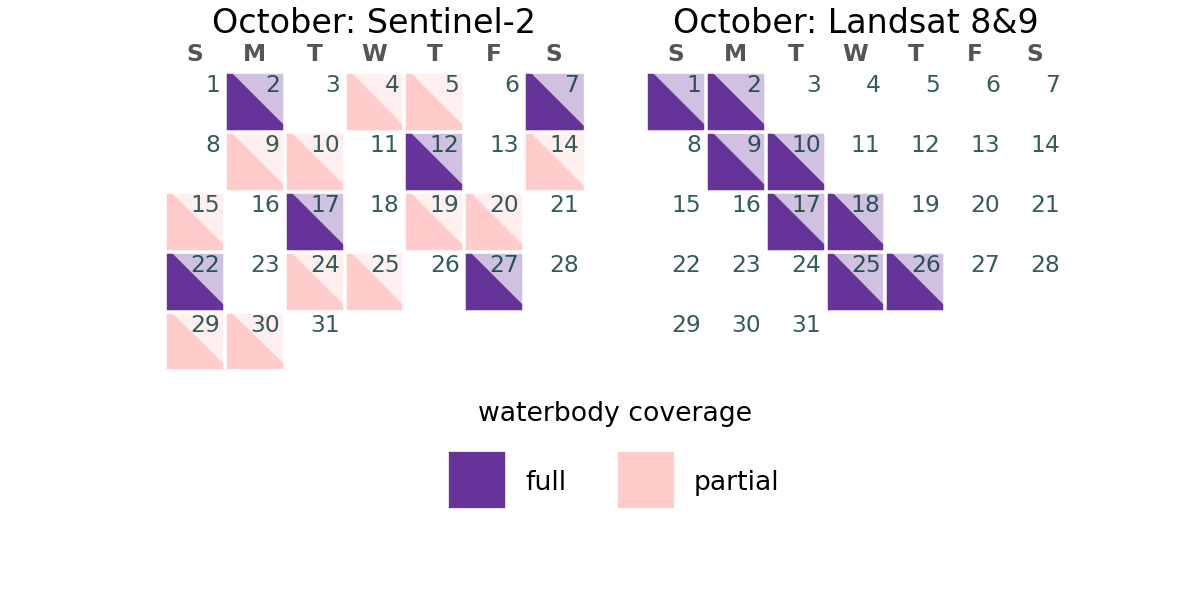 October: Sentinel-2
S M T W T F S
1 2 3 4 5 6 7
8 9 10 11 12 13 14
15 16 17 18 19 20 21
22 23 24 25 26 27 28
29 30 31
October: Landsat 8&9
S M T W T F S
1 2 3 4 5 6 7
8 9 10 11 12 13 14
15 16 17 18 19 20 21
22 23 24 25 26 27 28
29 30 31
waterbody coverage
full
partial